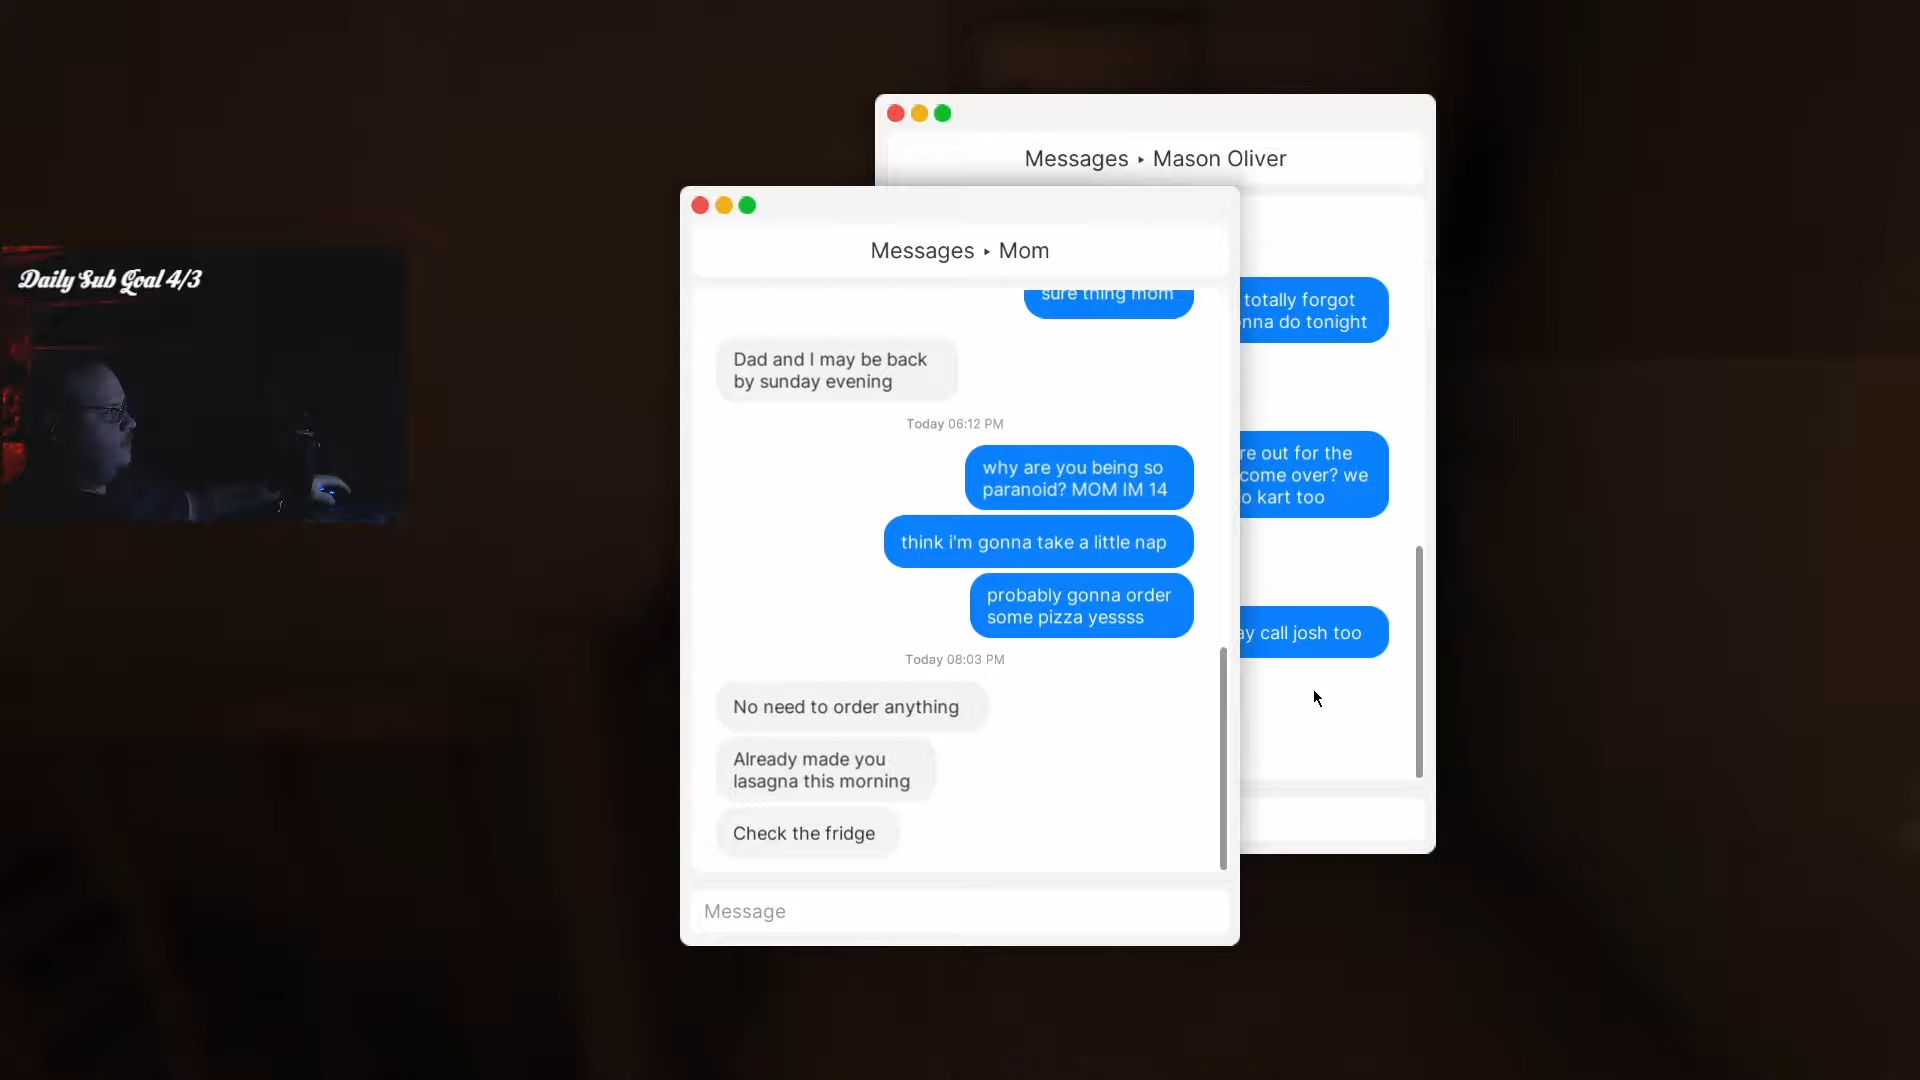 Daily Sub Goal 4/3
Messages ▸ Mason Oliver
totally forgot
nna do tonight
re out for the
come over? we
o kart too
ay call josh too
Messages ▸ Mom
sure thing mom
Dad and I may be back
by sunday evening
Today 06:12 PM
why are you being so
paranoid? MOM IM 14
think i'm gonna take a little nap
probably gonna order
some pizza yessss
Today 08:03 PM
No need to order anything
Already made you
lasagna this morning
Check the fridge
Message